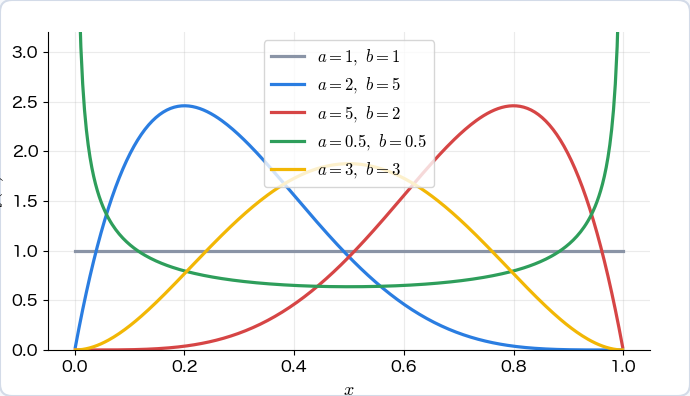 3.0
2.5
2.0
1.5
1.0
0.5
0.0
a = 1, b = 1
a = 2, b = 5
a = 5, b = 2
a = 0.5, b = 0.5
a = 3, b = 3
0.0 0.2 0.4 0.6 0.8 1.0
x